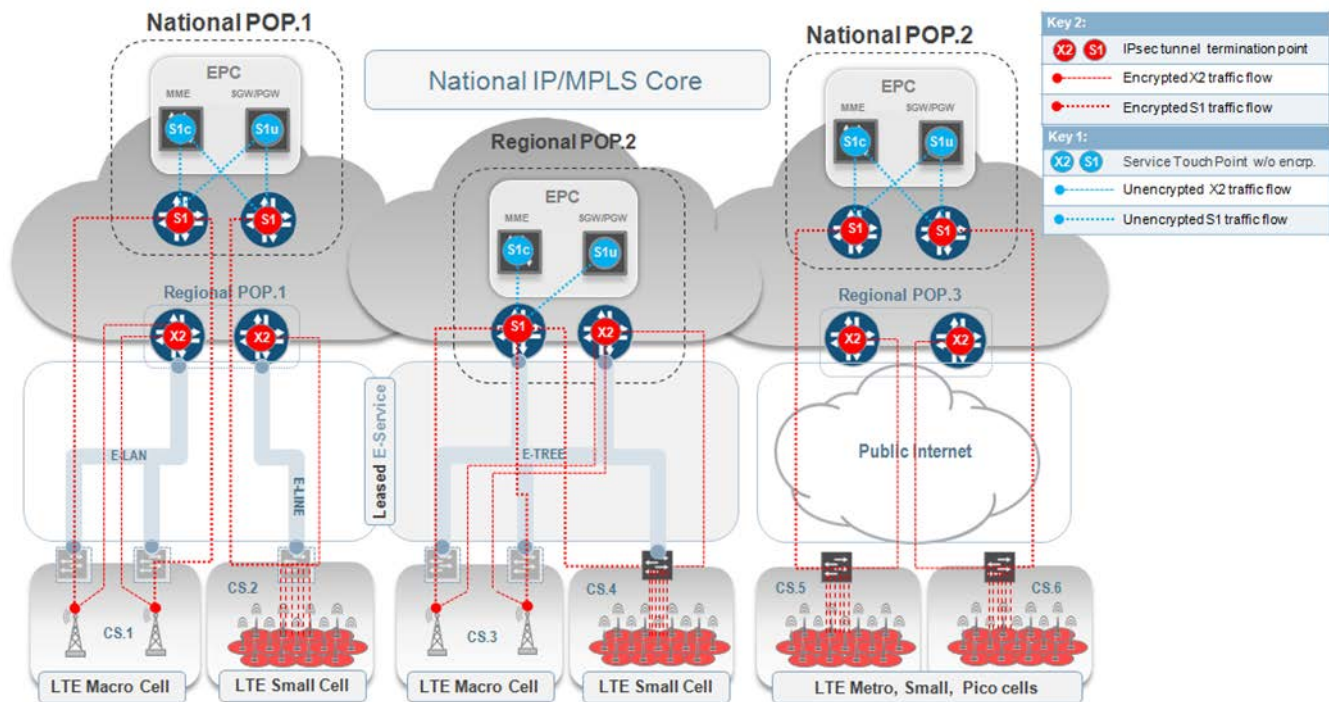 National POP.1
EPC
MME
SGW/PGW
S1c
S1u
S1
S1
Regional POP.1
X2
X2
National IP/MPLS Core
Regional POP.2
EPC
MME
SGW/PGW
S1c
S1u
S1
X2
National POP.2
EPC
MME
SGW/PGW
S1c
S1u
S1
S1
Regional POP.3
X2
X2
Key 2:
X2 S1 IPsec tunnel termination point
Encrypted X2 traffic flow
Encrypted S1 traffic flow
Key 1:
X2 S1 Service Touch Point w/o encrp.
Unencrypted X2 traffic flow
Unencrypted S1 traffic flow
E-LAN
E-LINE
Leased E-Service
E-TREE
Public Internet
CS.1
CS.2
CS.3
CS.4
CS.5
CS.6
LTE Macro Cell
LTE Small Cell
LTE Macro Cell
LTE Small Cell
LTE Metro, Small, Pico cells